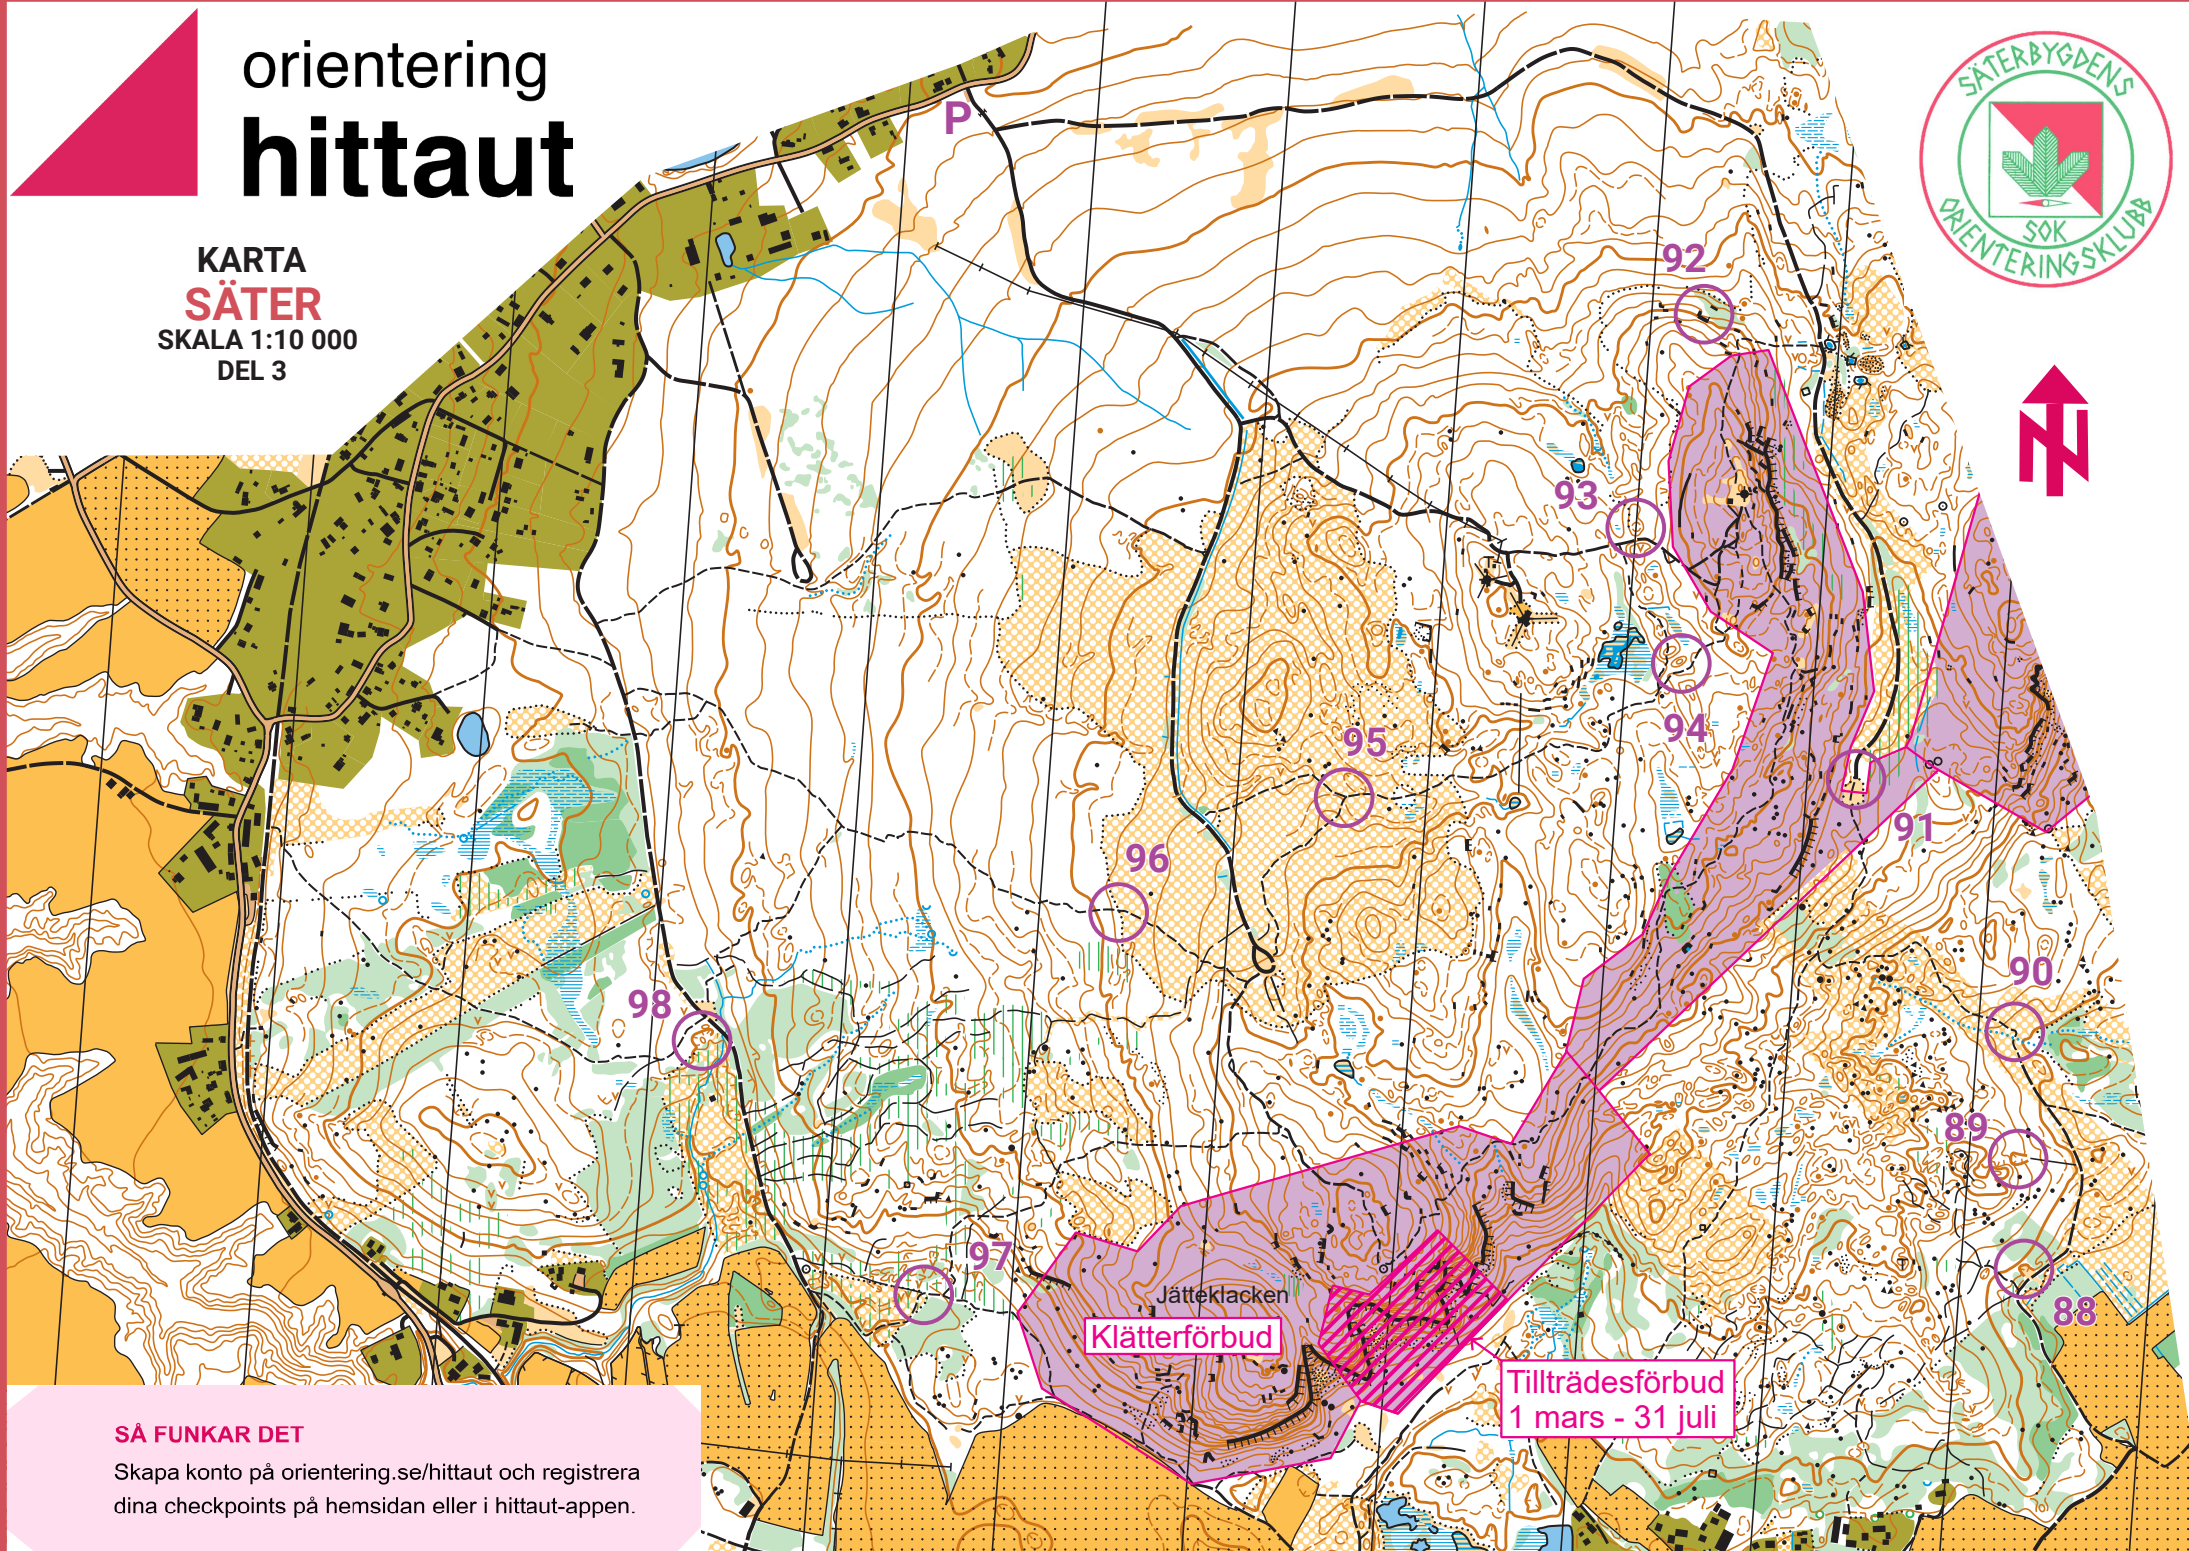 orientering
hittaut
KARTA
SÄTER
SKALA 1:10 000
DEL 3
SÄTERBYGDENS
SOK
ORIENTERINGSKLUBB
P
N
92
93
94
95
91
96
90
98
89
97
88
Jätteklacken
Klätterförbud
Tillträdesförbud
1 mars - 31 juli
SÅ FUNKAR DET
Skapa konto på orientering.se/hittaut och registrera
dina checkpoints på hemsidan eller i hittaut-appen.